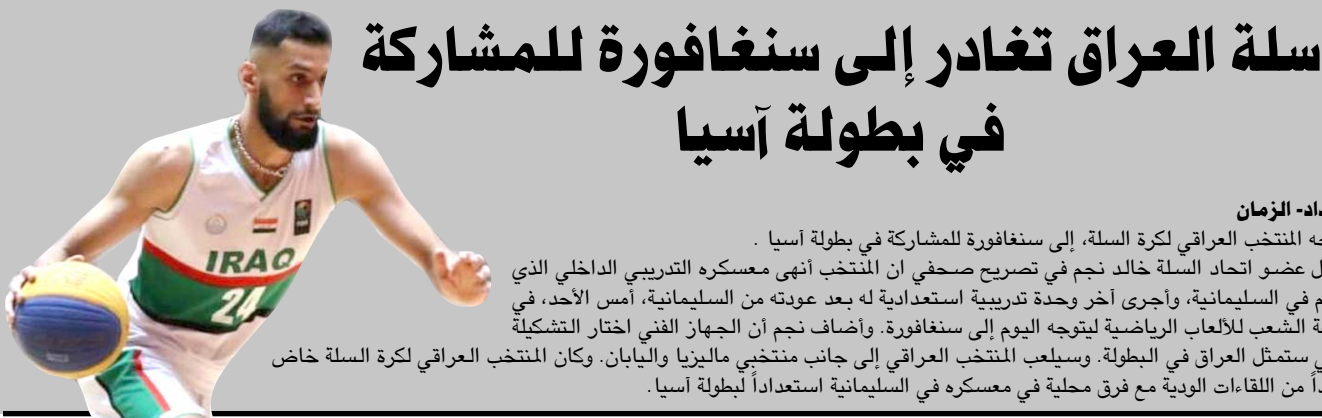 سلة العراق تغادر إلى سنغافورة للمشاركة
في بطولة آسيا
الزمان
المنتخب العراقي لكرة السلة، إلى سنغافورة للمشاركة في بطولة آسيا .
عضو اتحاد السلة خالد نجم في تصريح صحفي ان المنتخب أنهى معسكره التدريبي الداخلي الذي
في السليمانية، وأجرى آخر وحدة تدريبية استعدادية له بعد عودته من السليمانية، أمس الأحد، في
الشعب للألعاب الرياضية ليتوجه اليوم إلى سنغافورة. وأضاف نجم أن الجهاز الفني اختار التشكيلة
ستمثل العراق في البطولة. وسيلعب المنتخب العراقي إلى جانب منتخبي ماليزيا واليابان. وكان المنتخب العراقي لكرة السلة خاض
من اللقاءات الودية مع فرق محلية في معسكره في السليمانية استعداداً لبطولة آسيا.
IRAQ
24